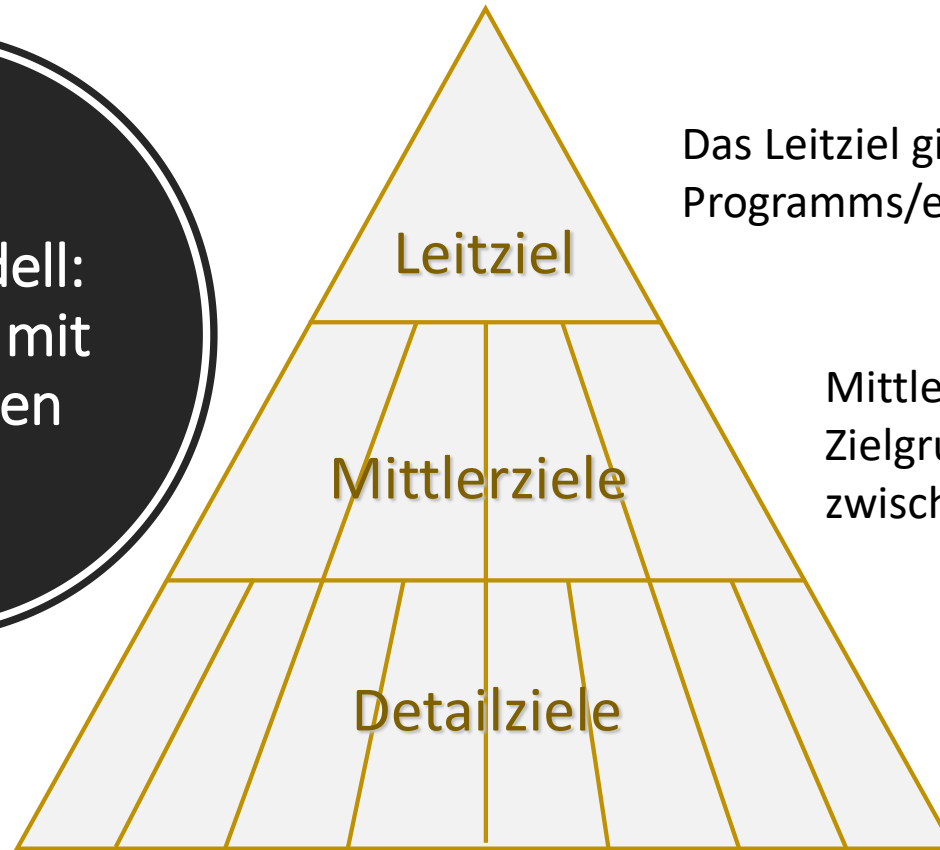 dell:
mit
en
Das Leitziel gi
Programms/e
Leitziel
Mittle
Zielgru
zwisch
Mittlerziele
Detailziele